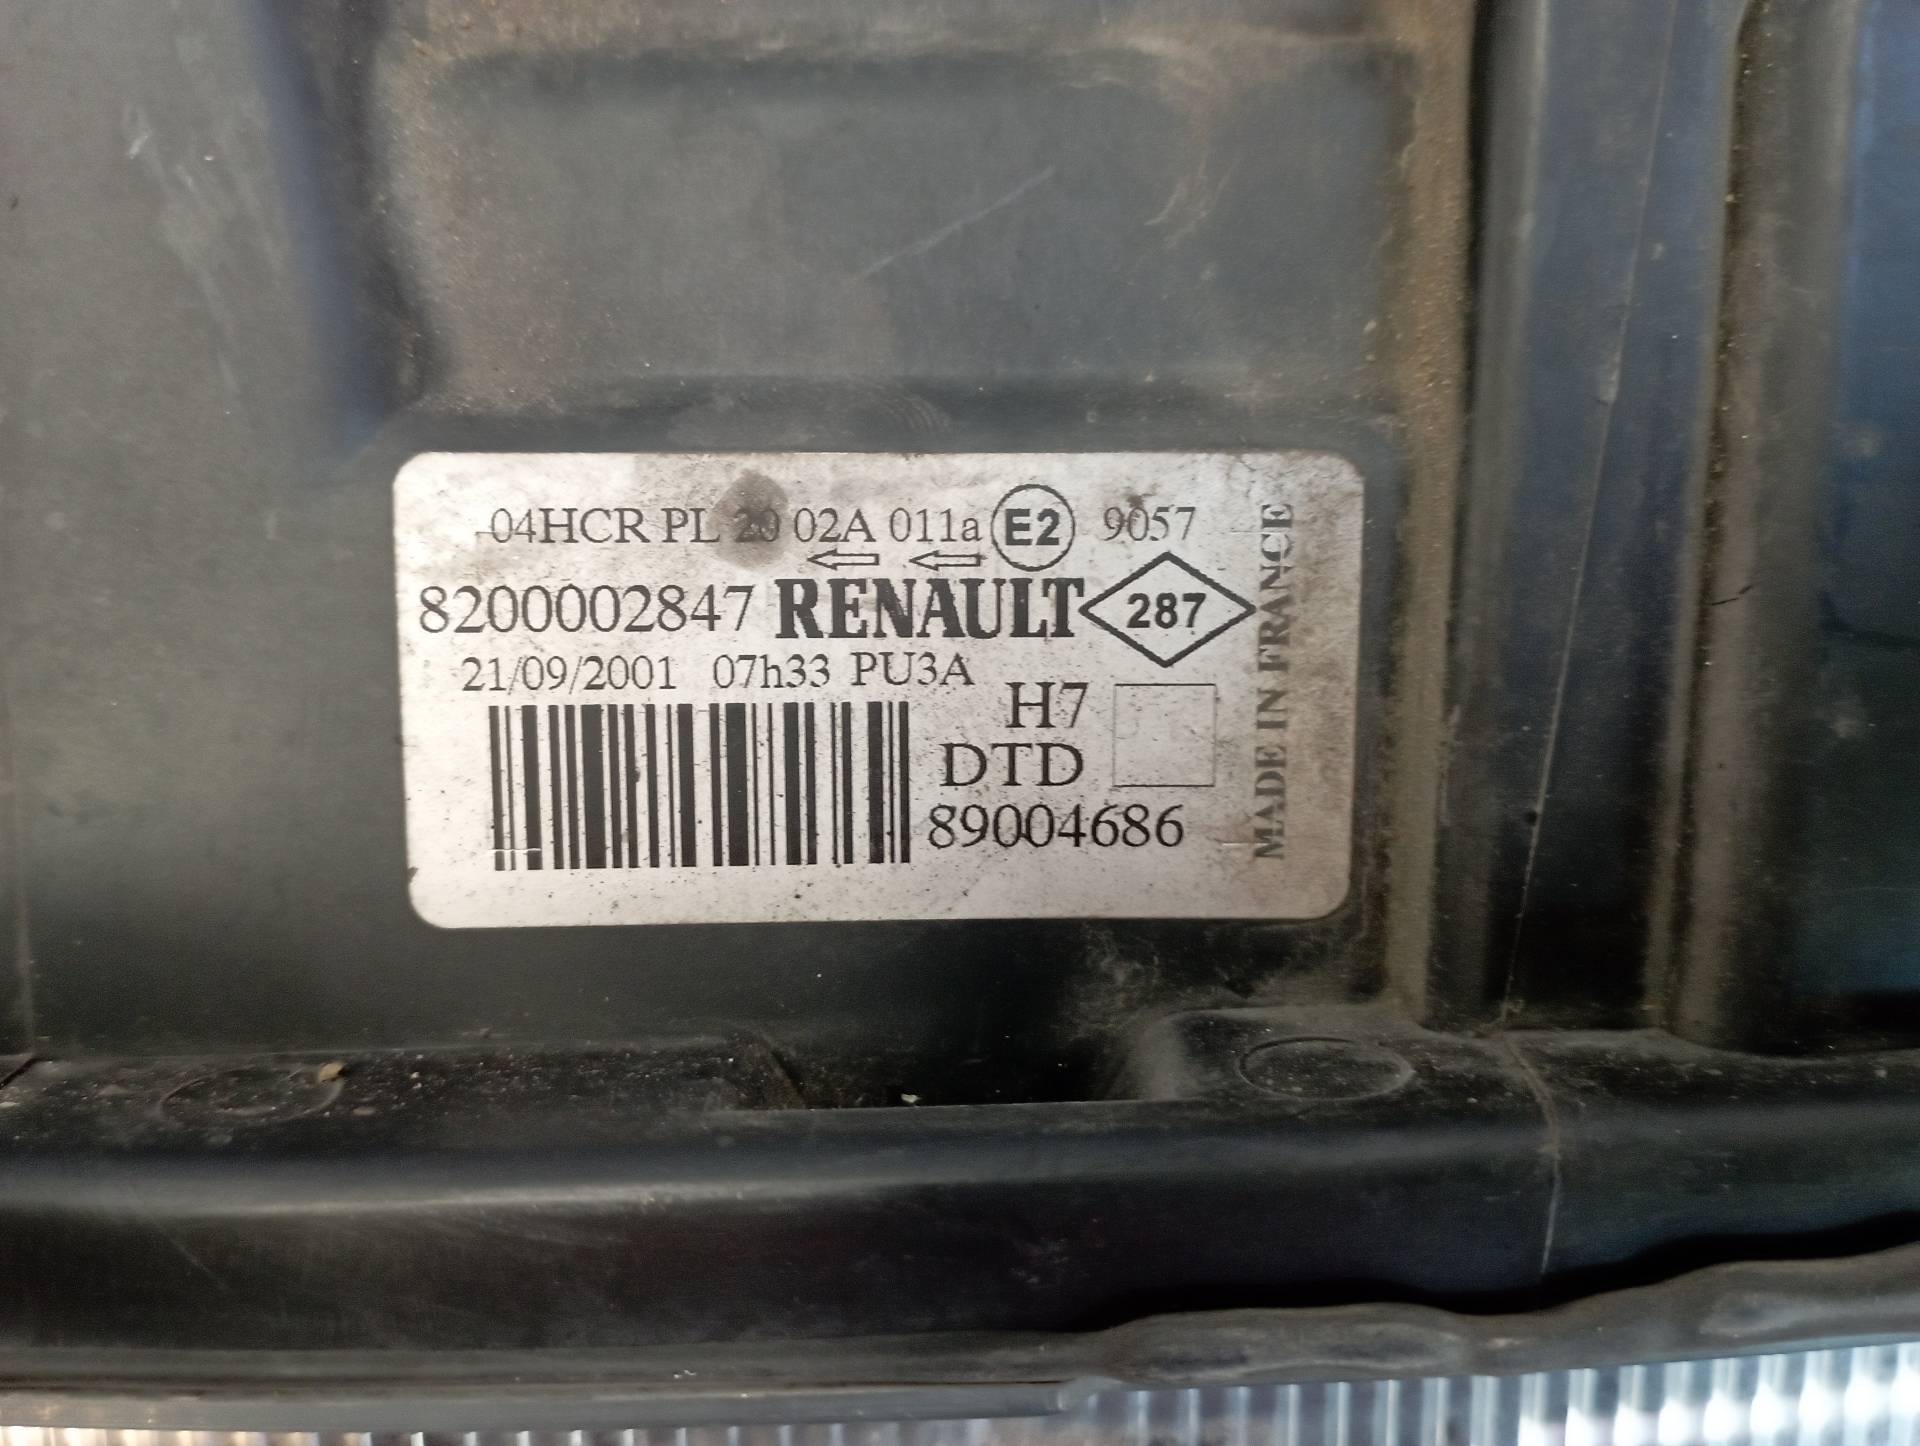 04HCR PL 20 02A 011a E2 9057
8200002847 RENAULT 287
21/09/2001 07h33 PU3A
H7
DTD
89004686
MADE IN FRANCE